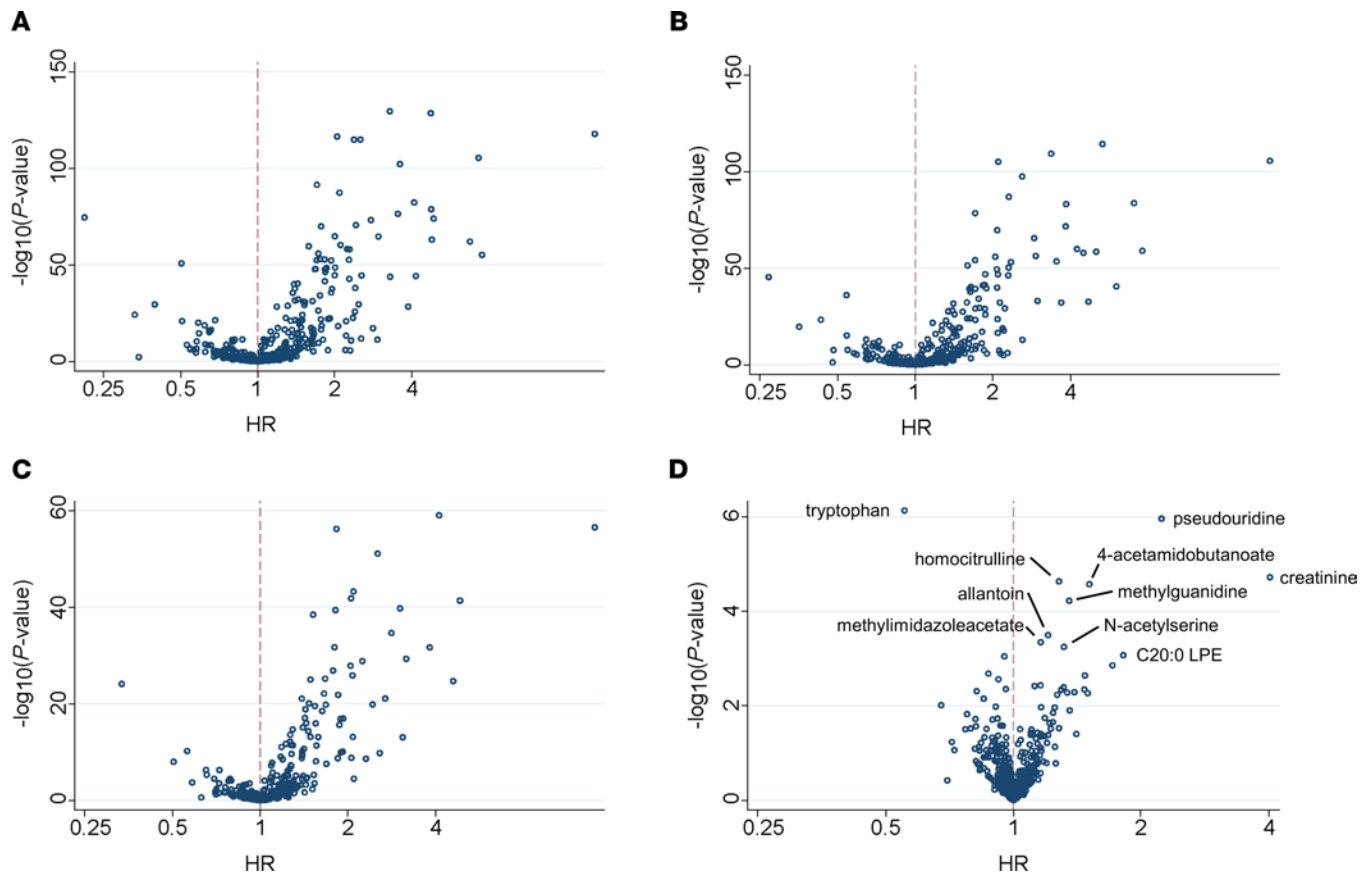 A
150
100
50
0
-log10(P-value)
0.25 0.5 1 2 4
HR
B
150
100
50
0
-log10(P-value)
0.25 0.5 1 2 4
HR
C
60
40
20
0
-log10(P-value)
0.25 0.5 1 2 4
HR
D
6
4
2
0
-log10(P-value)
tryptophan
pseudouridine
homocitrulline
4-acetamidobutanoate
creatinine
allantoin
methylguanidine
methylimidazoleacetate
N-acetylserine
C20:0 LPE
0.25 0.5 1 2 4
HR